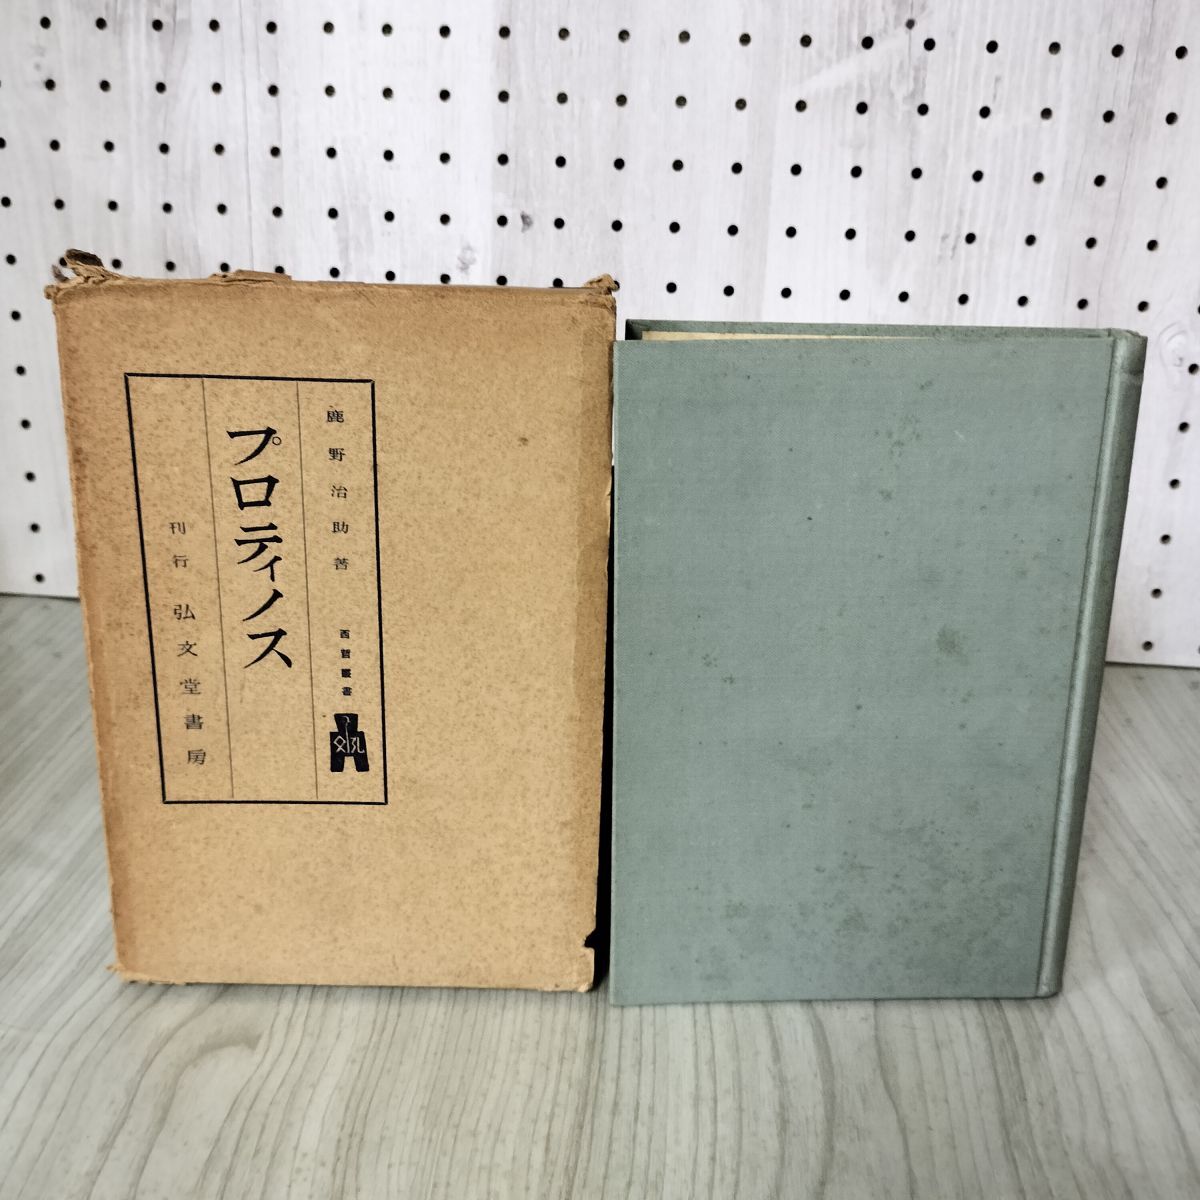 鹿野治助著 西哲叢書
プロティノス
刊行 弘文堂書房